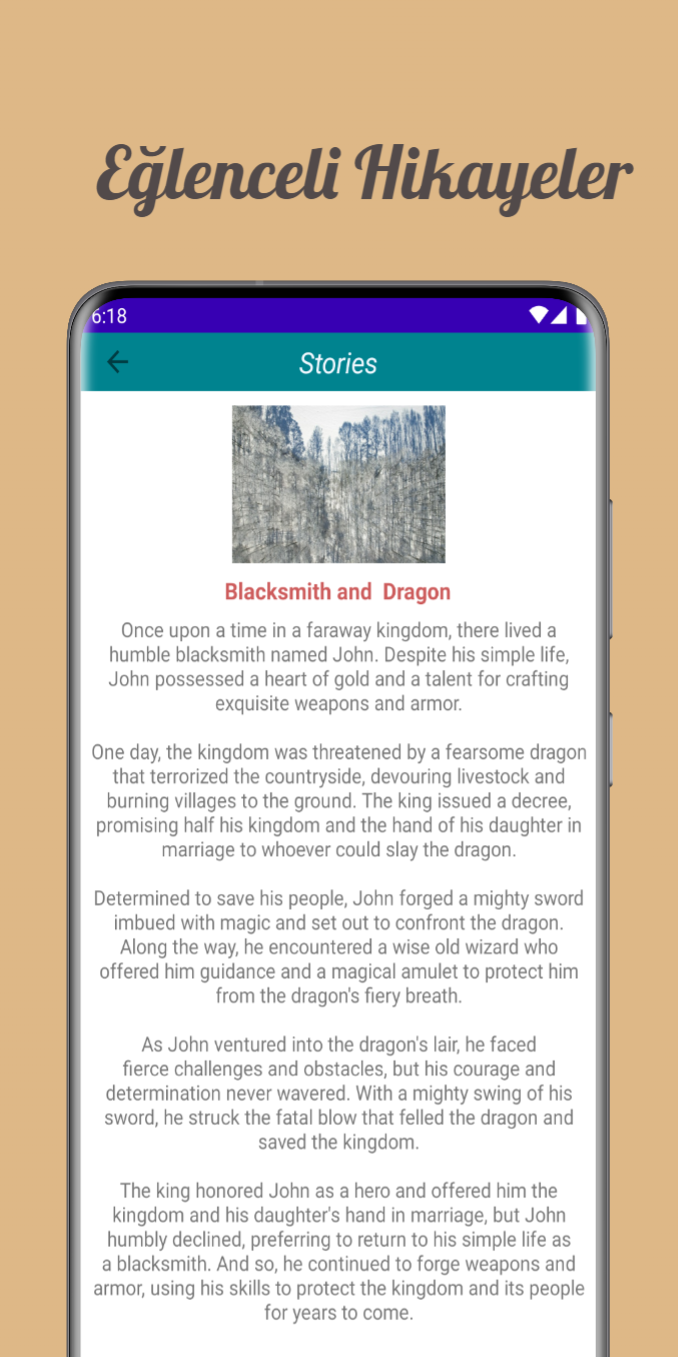 Eğlenceli Hikayeler
6:18
Stories
Blacksmith and  Dragon
Once upon a time in a faraway kingdom, there lived a
humble blacksmith named John. Despite his simple life,
John possessed a heart of gold and a talent for crafting
exquisite weapons and armor.
One day, the kingdom was threatened by a fearsome dragon
that terrorized the countryside, devouring livestock and
burning villages to the ground. The king issued a decree,
promising half his kingdom and the hand of his daughter in
marriage to whoever could slay the dragon.
Determined to save his people, John forged a mighty sword
imbued with magic and set out to confront the dragon.
Along the way, he encountered a wise old wizard who
offered him guidance and a magical amulet to protect him
from the dragon's fiery breath.
As John ventured into the dragon's lair, he faced
fierce challenges and obstacles, but his courage and
determination never wavered. With a mighty swing of his
sword, he struck the fatal blow that felled the dragon and
saved the kingdom.
The king honored John as a hero and offered him the
kingdom and his daughter's hand in marriage, but John
humbly declined, preferring to return to his simple life as
a blacksmith. And so, he continued to forge weapons and
armor, using his skills to protect the kingdom and its people
for years to come.